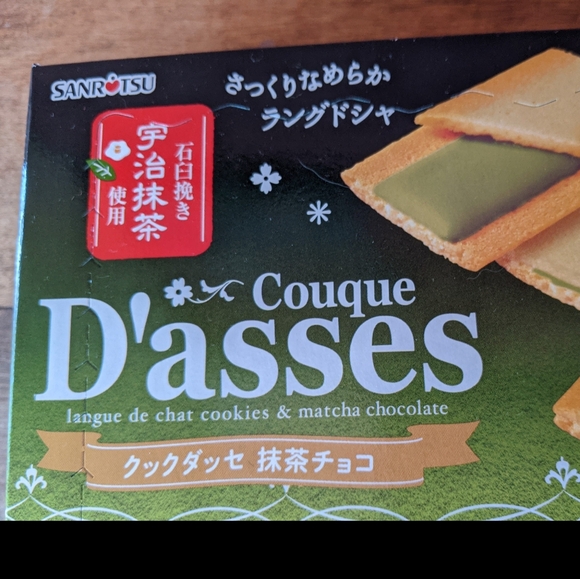 SANRITSU
さっくりなめらか
ラングドシャ
石臼挽き
宇治抹茶
使用
Couque
D'asses
langue de chat cookies & matcha chocolate
クックダッセ 抹茶チョコ